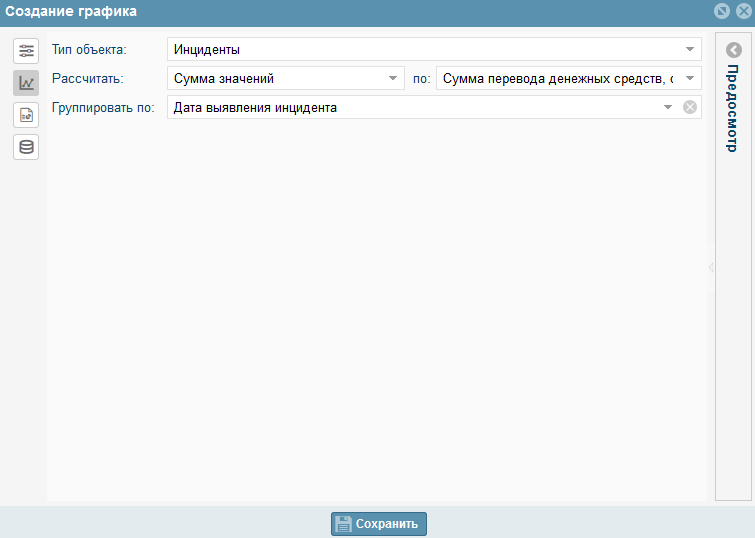 Создание графика
Тип объекта: Инциденты
Рассчитать: Сумма значений по: Сумма перевода денежных средств, с
Группировать по: Дата выявления инцидента
Предосмотр
Сохранить